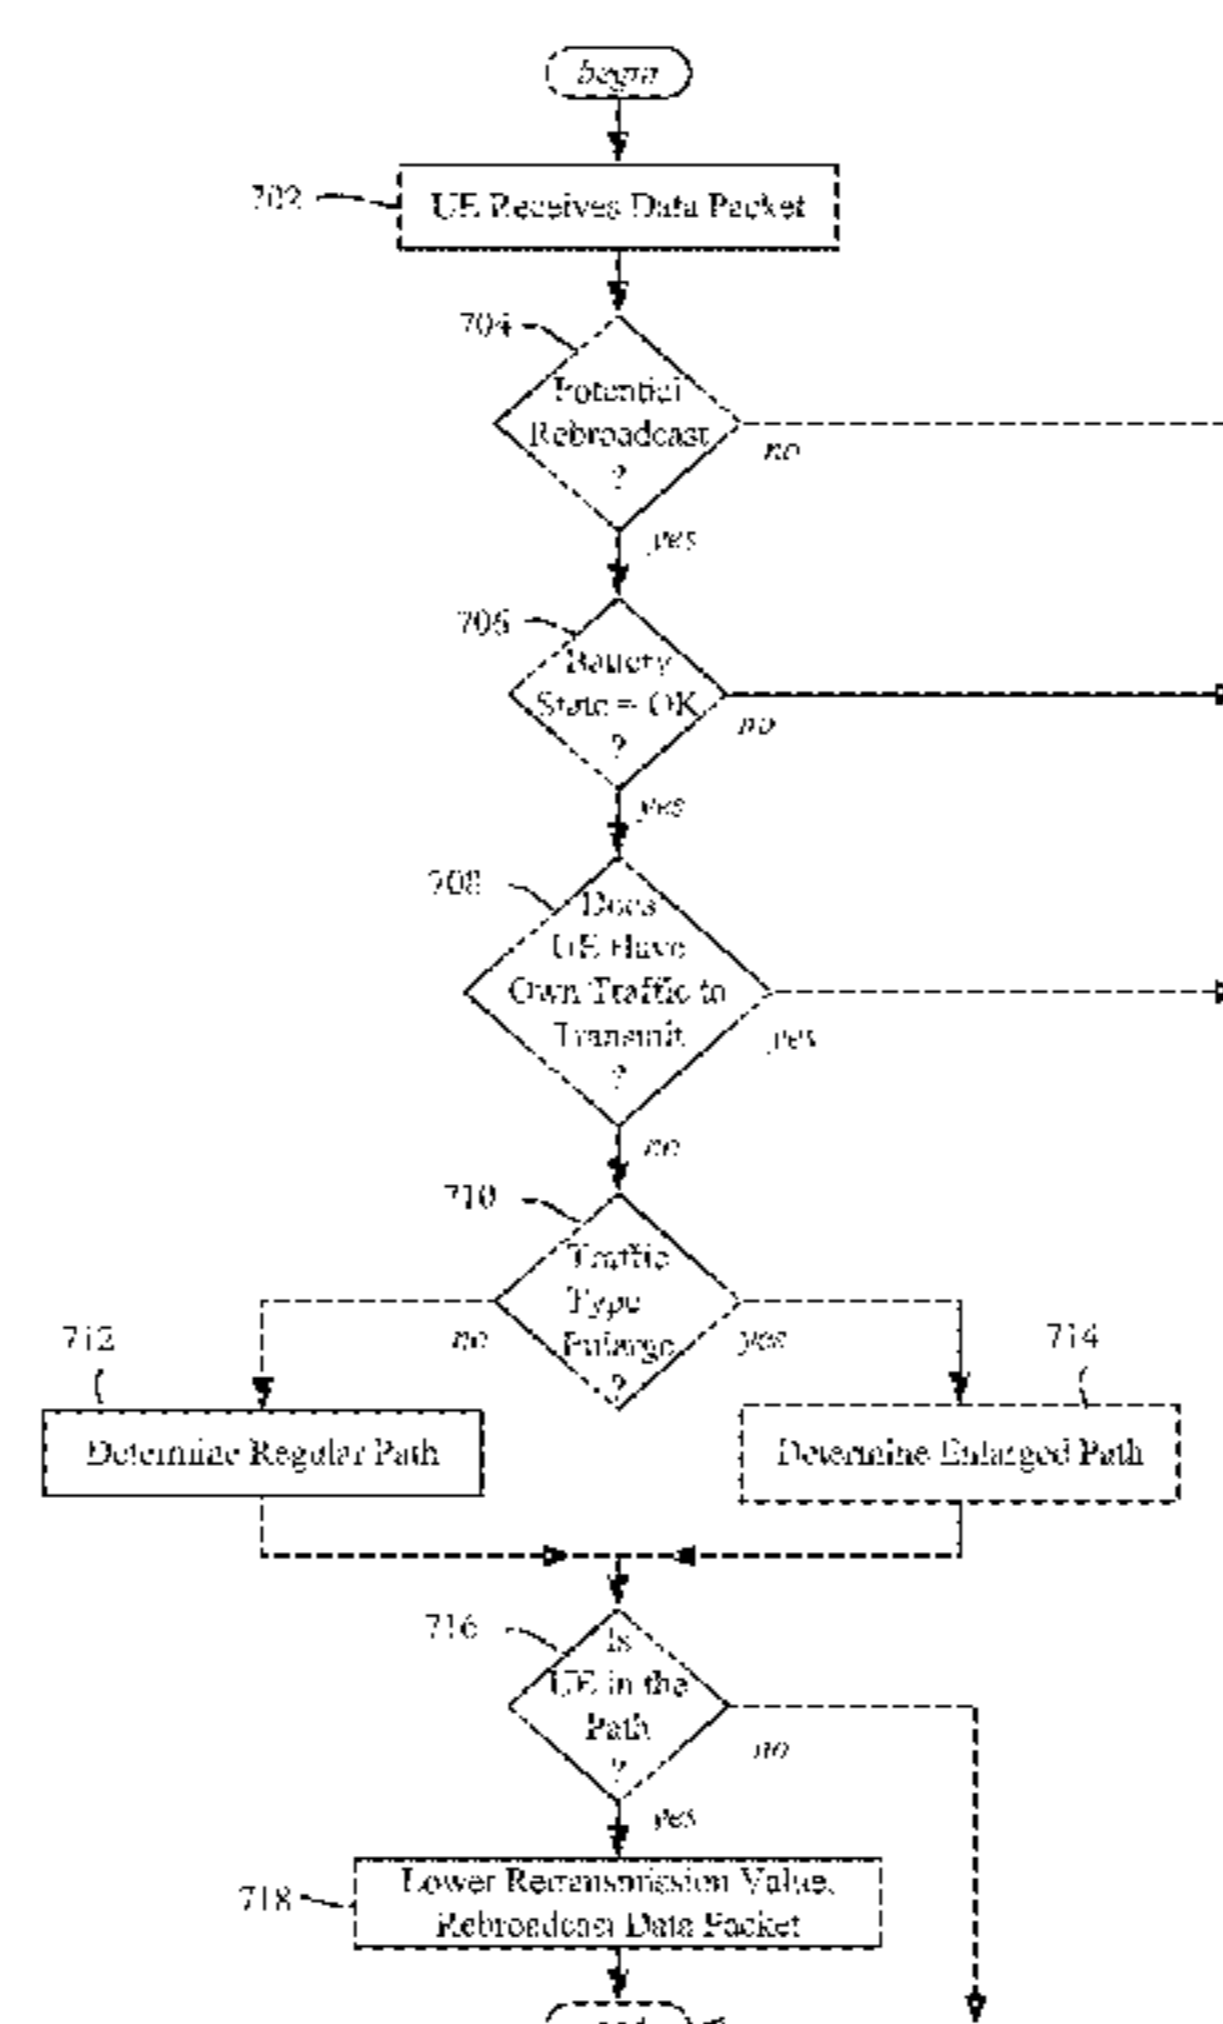 begin
702
UE Receives Data Packet
704
Potential
Rebroadcast
?
no
yes
706
Battery
State = OK
?
no
yes
708
Does
UE Have
Own Traffic to
Transmit
?
yes
no
710
Traffic
Type
Enlarge
?
no
yes
712
714
Determine Regular Path
Determine Enlarged Path
716
Is
UE in the
Path
?
no
yes
718
Lower Retransmission Value,
Rebroadcast Data Packet